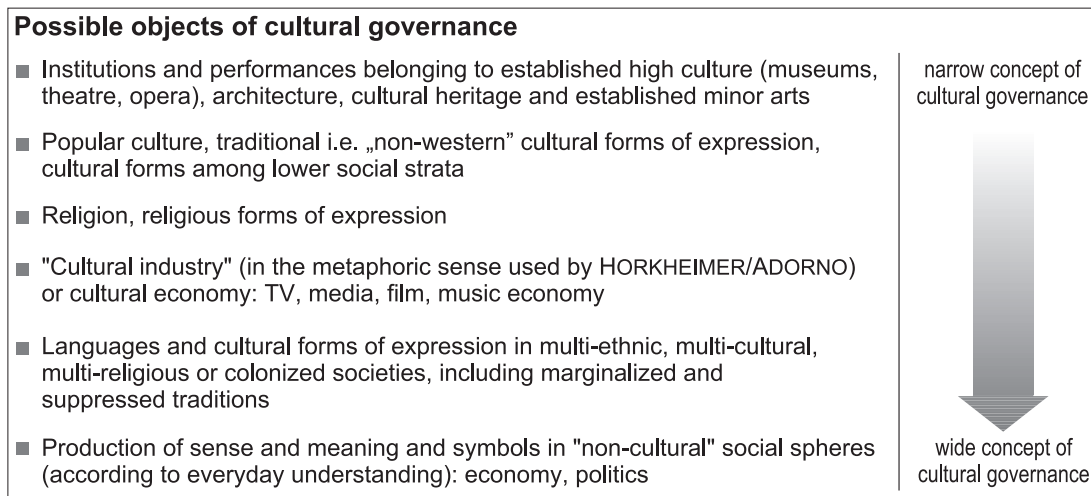 Possible objects of cultural governance
■ Institutions and performances belonging to established high culture (museums,
theatre, opera), architecture, cultural heritage and established minor arts
narrow concept of
cultural governance
■ Popular culture, traditional i.e. „non-western” cultural forms of expression,
cultural forms among lower social strata
■ Religion, religious forms of expression
■ "Cultural industry" (in the metaphoric sense used by HORKHEIMER/ADORNO)
or cultural economy: TV, media, film, music economy
■ Languages and cultural forms of expression in multi-ethnic, multi-cultural,
multi-religious or colonized societies, including marginalized and
suppressed traditions
■ Production of sense and meaning and symbols in "non-cultural" social spheres
(according to everyday understanding): economy, politics
wide concept of
cultural governance